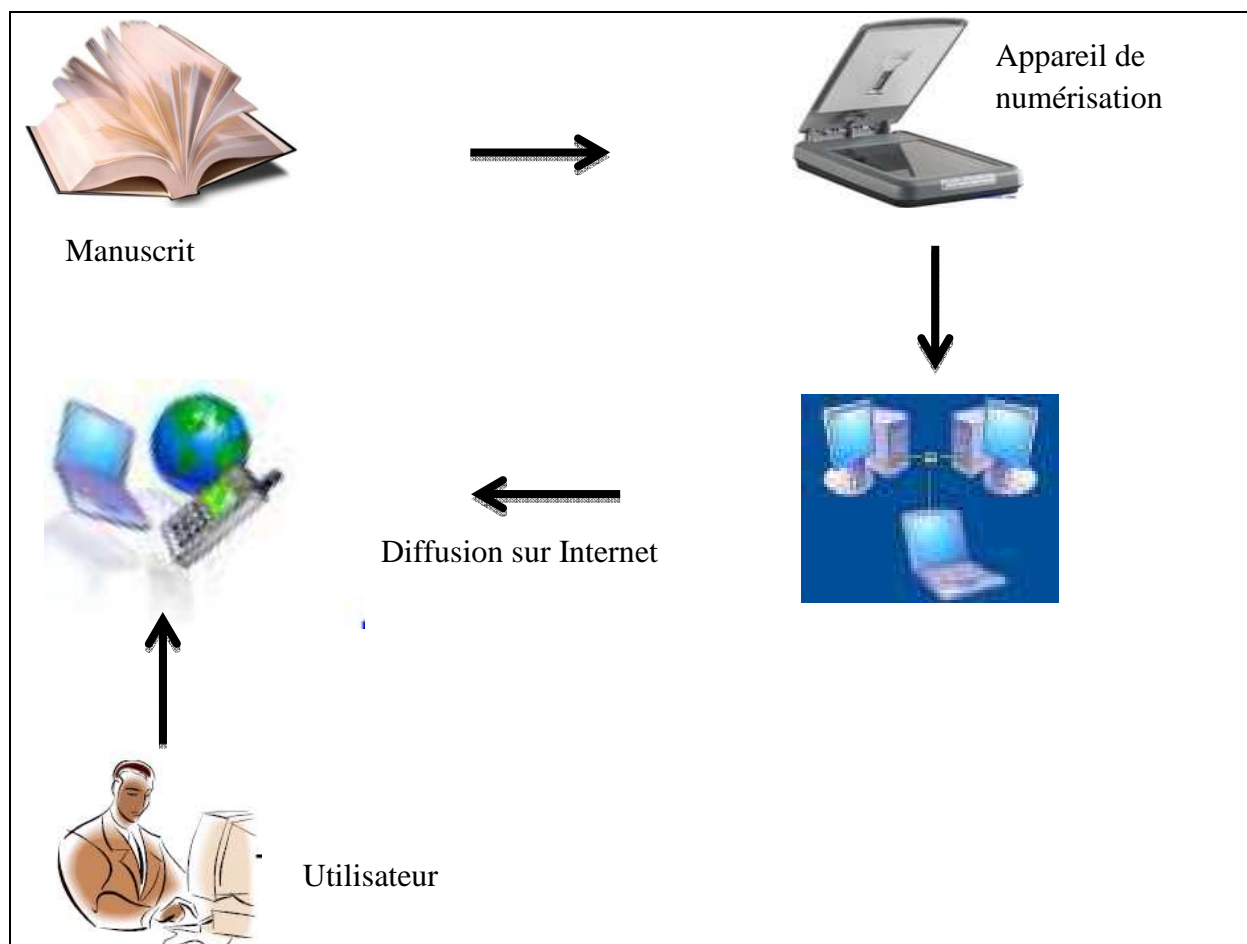 Appareil de
numérisation
Manuscrit
Diffusion sur Internet
Utilisateur